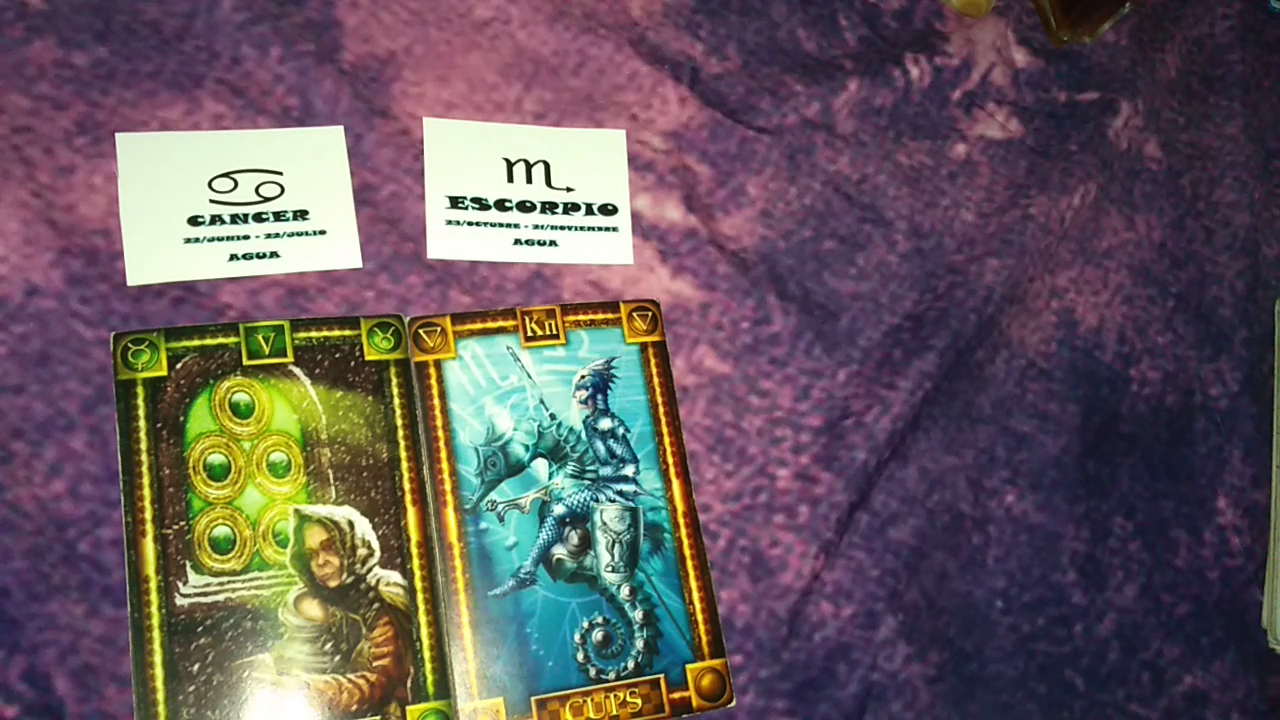 CANCER
22/JUNIO - 22/JULIO
AGUA
ESCORPIO
23/OCTUBRE - 21/NOVIEMBRE
AGUA
V
Kn
CUPS